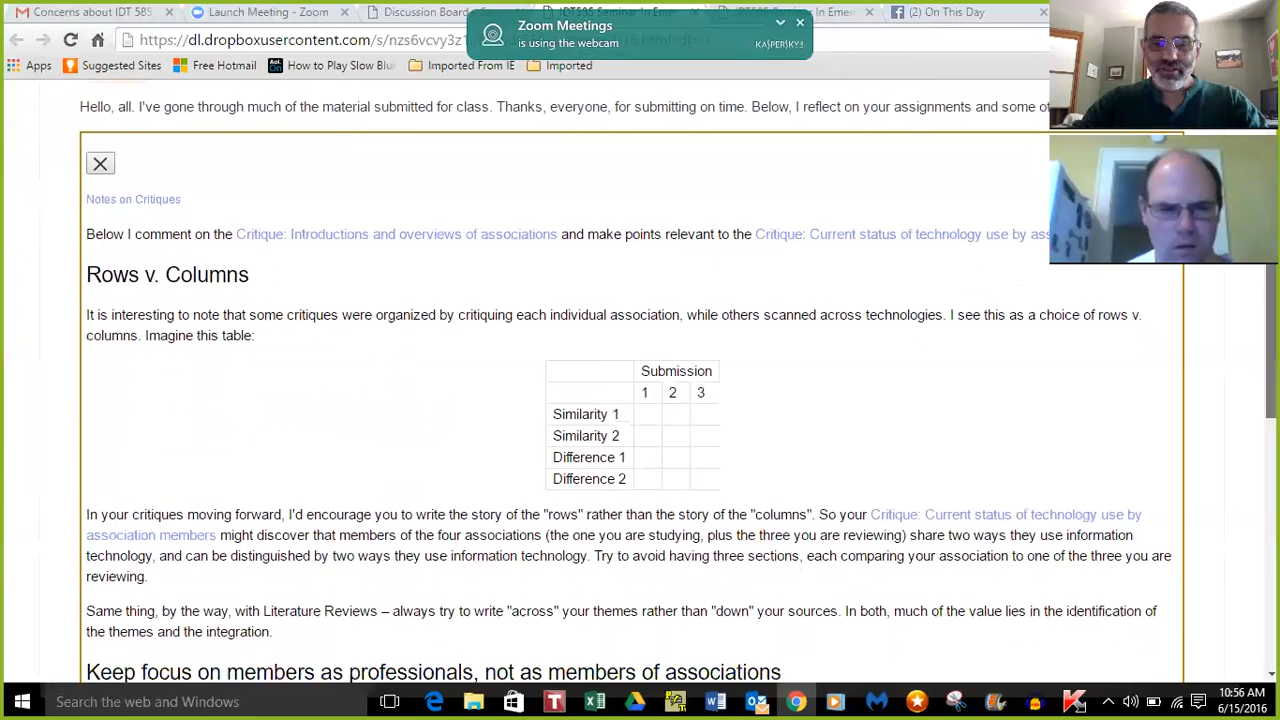 Concerns about IDT 585
Launch Meeting - Zoom
Discussion Board
IDT585 Seminar In Eme
IDT585 Seminar In Emer
(2) On This Day
Zoom Meetings
is using the webcam
KASPERSKY
https://dl.dropboxusercontent.com/s/nzs6vcvy3z1
Apps
Suggested Sites
Free Hotmail
How to Play Slow Blu
Imported From IE
Imported
Hello, all. I've gone through much of the material submitted for class. Thanks, everyone, for submitting on time. Below, I reflect on your assignments and some ot
Notes on Critiques
Below I comment on the Critique: Introductions and overviews of associations and make points relevant to the Critique: Current status of technology use by ass
Rows v. Columns
It is interesting to note that some critiques were organized by critiquing each individual association, while others scanned across technologies. I see this as a choice of rows v.
columns. Imagine this table:
Submission
1 2 3
Similarity 1
Similarity 2
Difference 1
Difference 2
In your critiques moving forward, I'd encourage you to write the story of the "rows" rather than the story of the "columns". So your Critique: Current status of technology use by
association members might discover that members of the four associations (the one you are studying, plus the three you are reviewing) share two ways they use information
technology, and can be distinguished by two ways they use information technology. Try to avoid having three sections, each comparing your association to one of the three you are
reviewing.
Same thing, by the way, with Literature Reviews – always try to write "across" your themes rather than "down" your sources. In both, much of the value lies in the identification of
the themes and the integration.
Keep focus on members as professionals, not as members of associations
Search the web and Windows
10:56 AM
6/15/2016